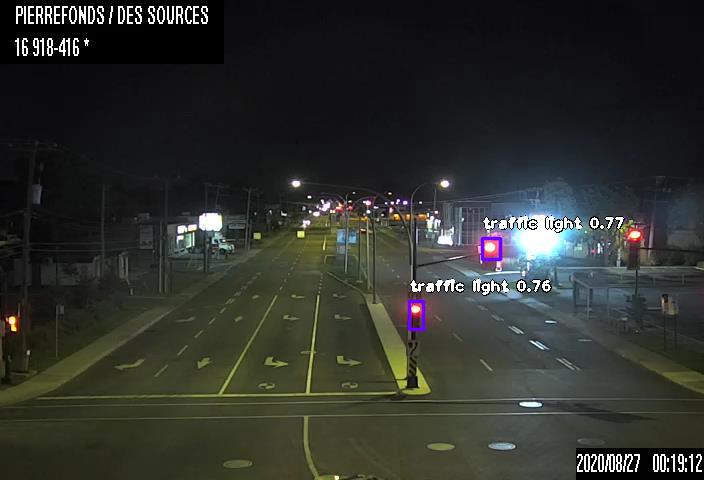 PIERREFONDS / DES SOURCES
16 918-416 *
traffic light 0.77
traffic light 0.76
2020/08/27 00:19:12